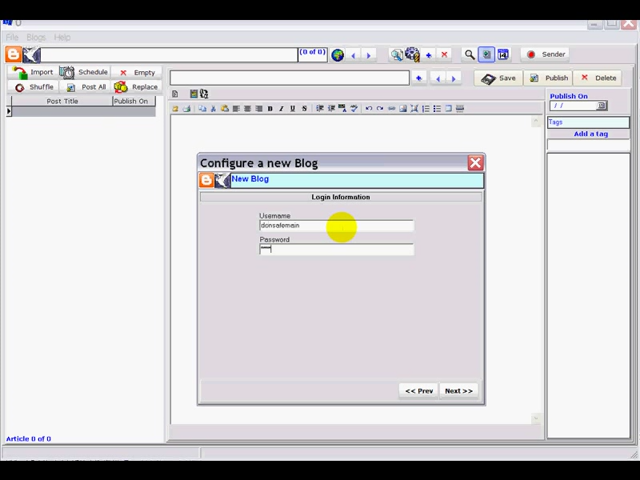 Files Blogs Help
(0 of 0)
Sender
Import Schedule Empty
Shuffle Post All Replace
Post Title Publish On
Save Publish Delete
Publish On
/ /
Tags
Add a tag
Configure a new Blog
New Blog
Login Information
Username
donsatemain
Password
<< Prev Next >>
Article 0 of 0